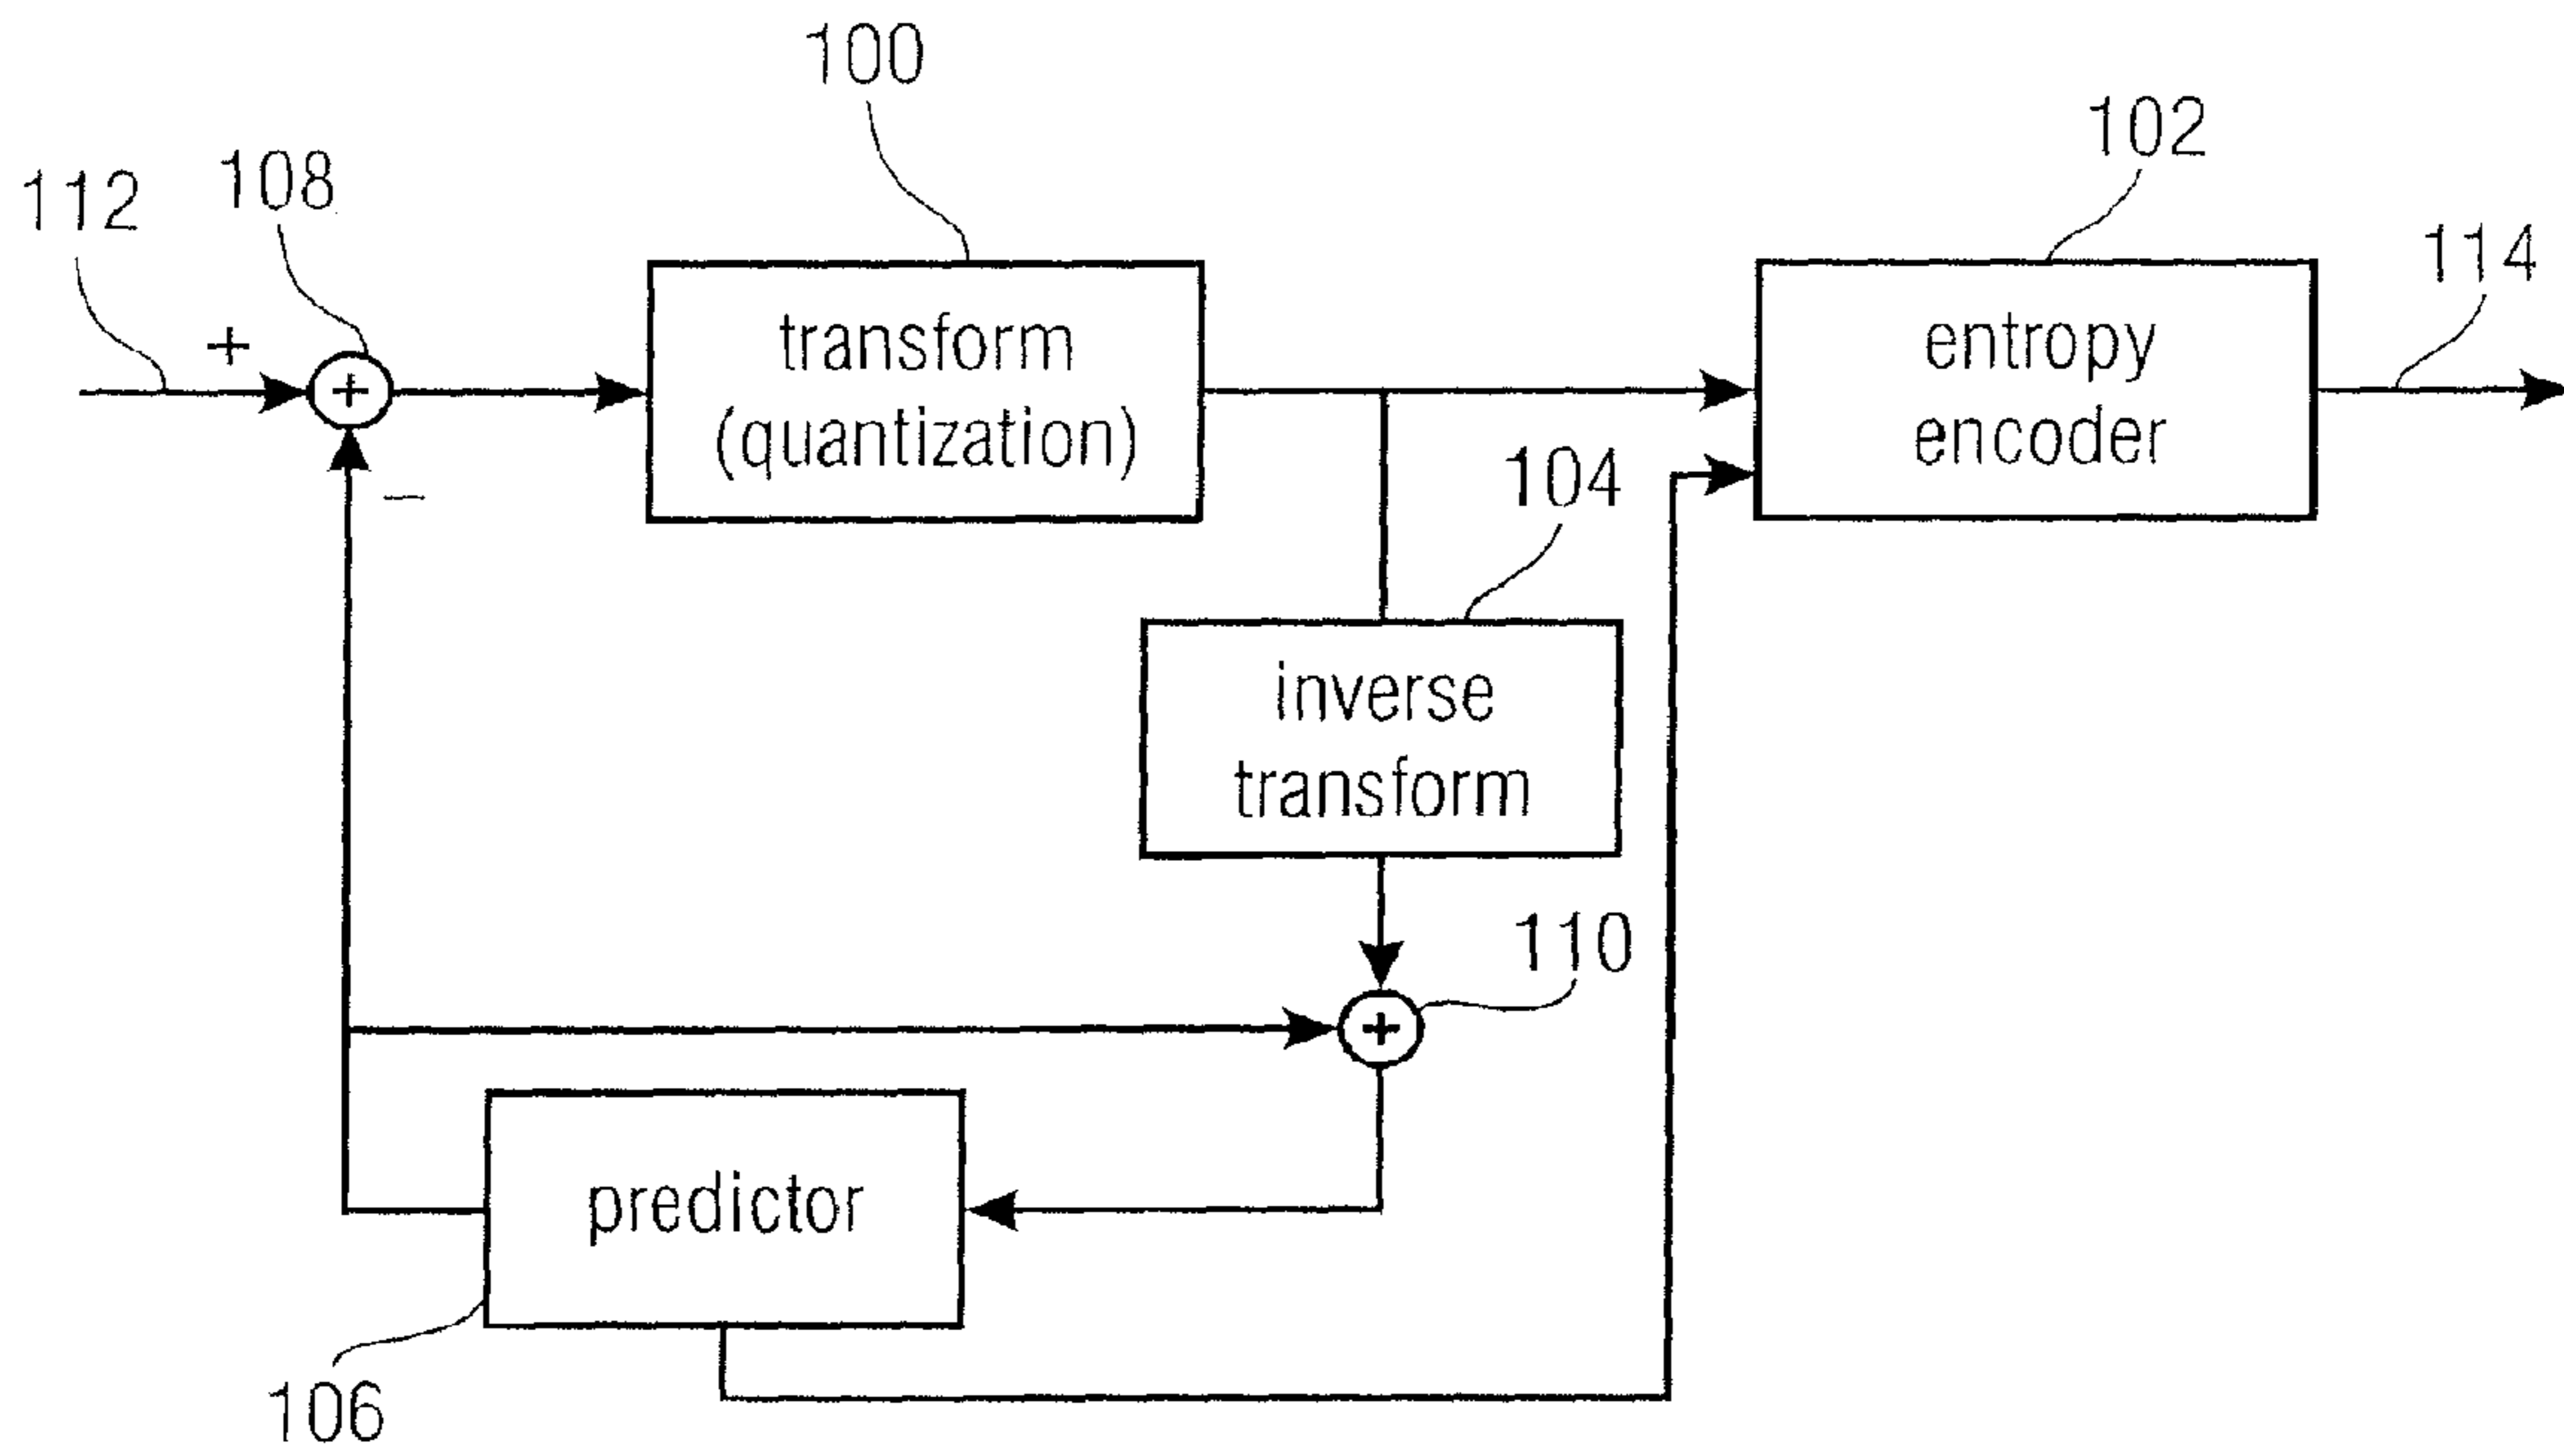 100
102
108
112
114
+
+
transform
(quantization)
entropy
encoder
–
104
inverse
transform
110
+
predictor
106